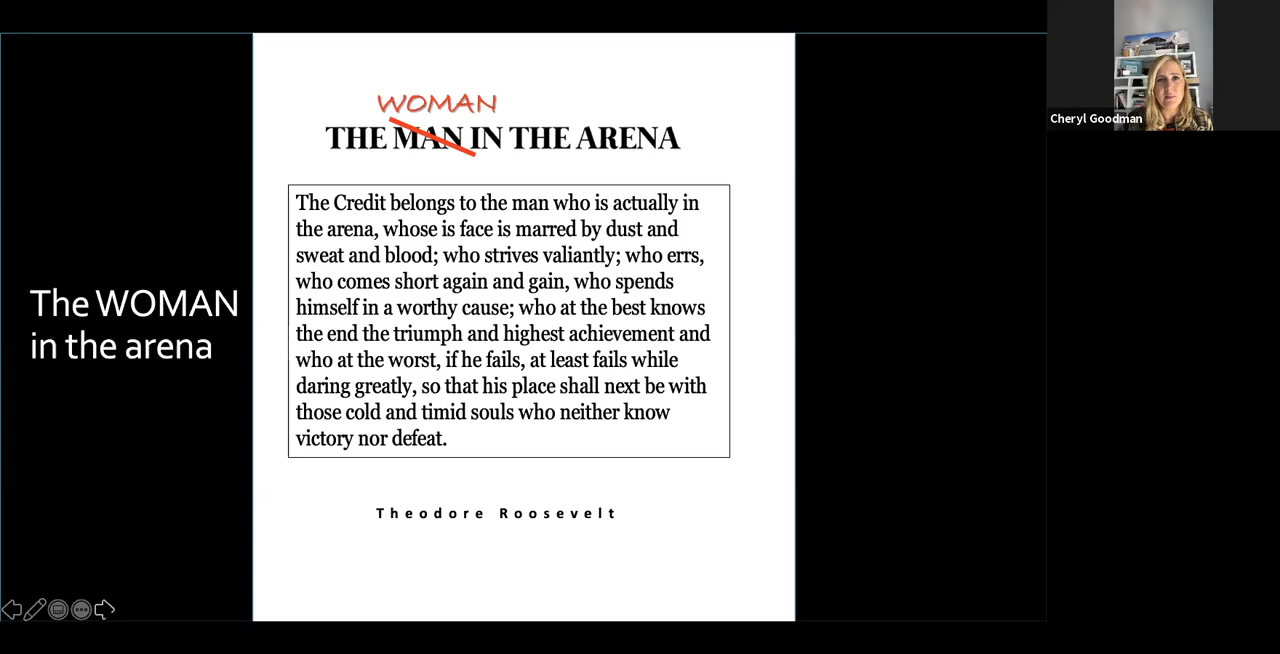 The WOMAN
in the arena
WOMAN
THE MAN IN THE ARENA
The Credit belongs to the man who is actually in
the arena, whose is face is marred by dust and
sweat and blood; who strives valiantly; who errs,
who comes short again and gain, who spends
himself in a worthy cause; who at the best knows
the end the triumph and highest achievement and
who at the worst, if he fails, at least fails while
daring greatly, so that his place shall next be with
those cold and timid souls who neither know
victory nor defeat.
Theodore Roosevelt
Cheryl Goodman